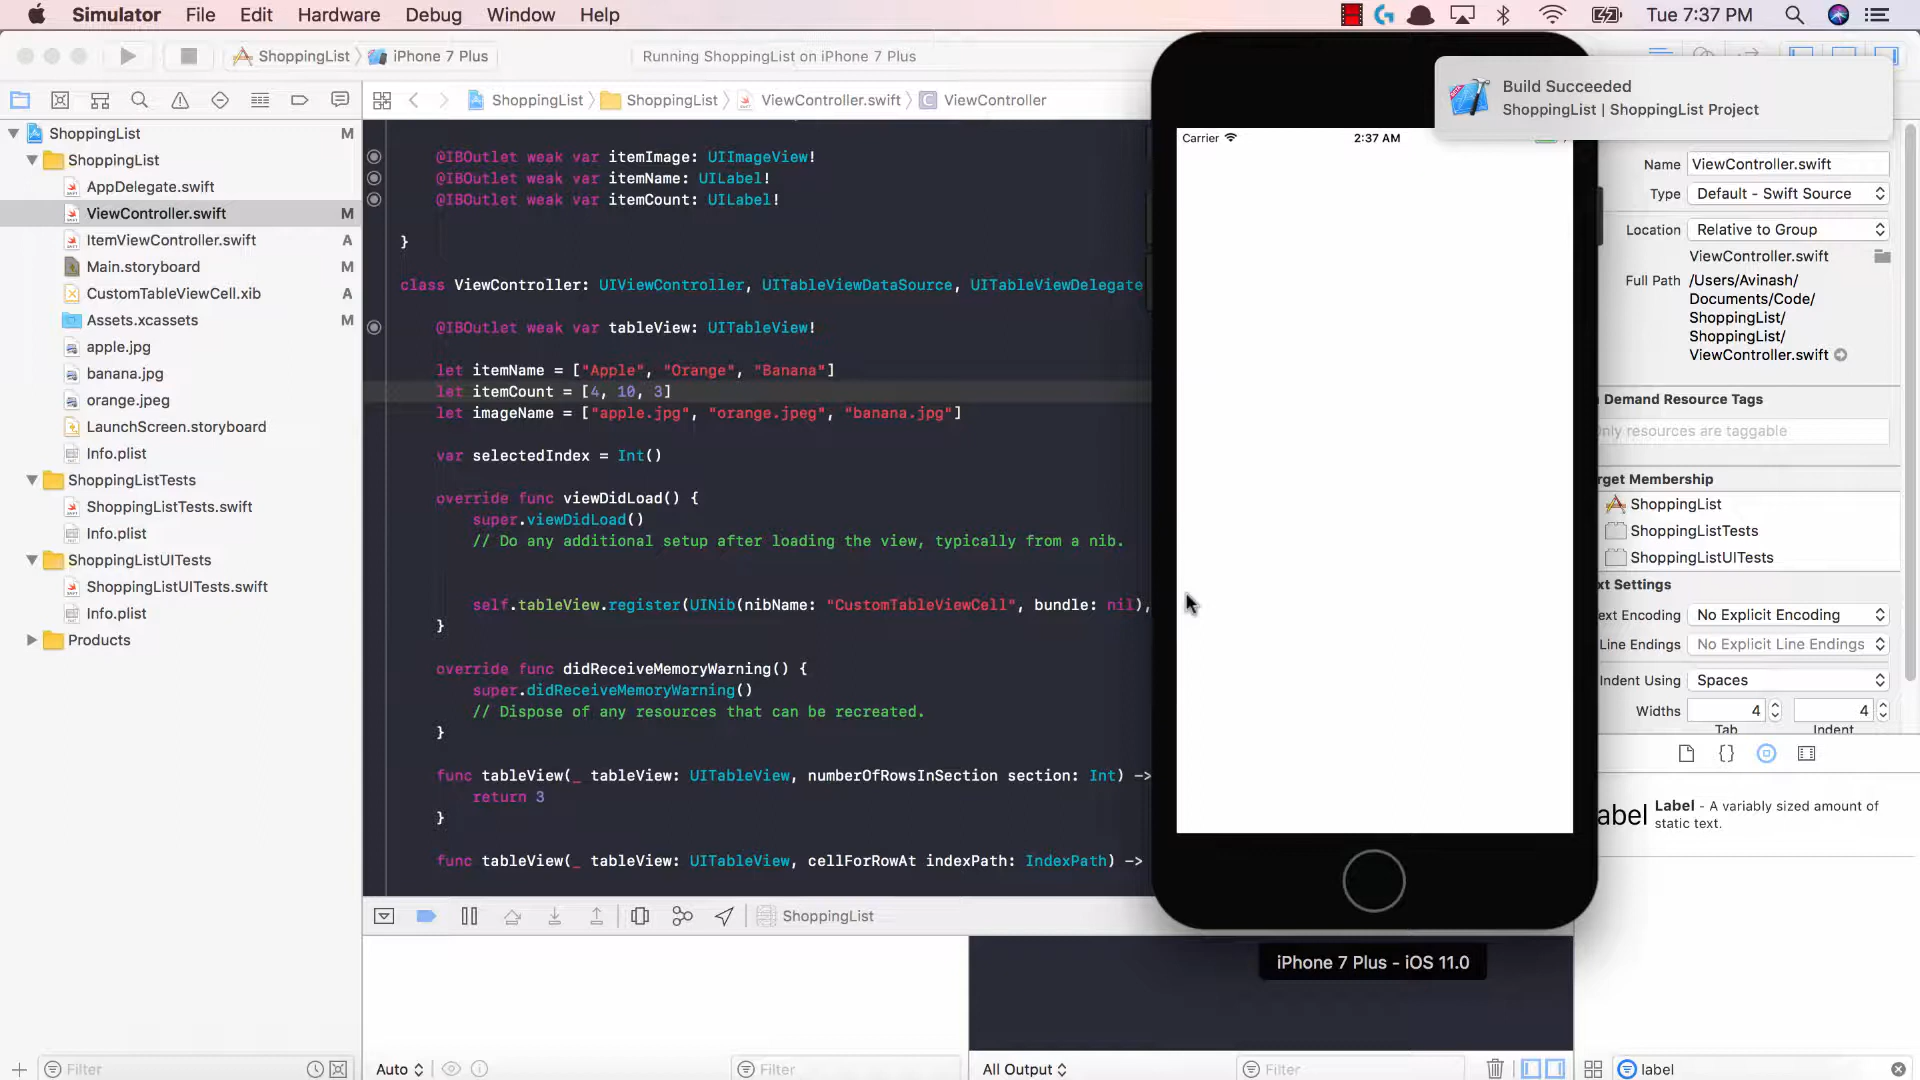 Simulator File Edit Hardware Debug Window Help Tue 7:37 PM
ShoppingList iPhone 7 Plus Running ShoppingList on iPhone 7 Plus
Build Succeeded
ShoppingList | ShoppingList Project
ShoppingList ShoppingList ViewController.swift C ViewController
ShoppingList M
ShoppingList
AppDelegate.swift
ViewController.swift M
ItemViewController.swift A
Main.storyboard M
CustomTableViewCell.xib A
Assets.xcassets M
apple.jpg
banana.jpg
orange.jpeg
LaunchScreen.storyboard
Info.plist
ShoppingListTests
ShoppingListTests.swift
Info.plist
ShoppingListUITests
ShoppingListUITests.swift
Info.plist
Products
Filter
@IBOutlet weak var itemImage: UIImageView!
@IBOutlet weak var itemName: UILabel!
@IBOutlet weak var itemCount: UILabel!
}
class ViewController: UIViewController, UITableViewDataSource, UITableViewDelegate
@IBOutlet weak var tableView: UITableView!
let itemName = ["Apple", "Orange", "Banana"]
let itemCount = [4, 10, 3]
let imageName = ["apple.jpg", "orange.jpeg", "banana.jpg"]
var selectedIndex = Int()
override func viewDidLoad() {
super.viewDidLoad()
// Do any additional setup after loading the view, typically from a nib.
self.tableView.register(UINib(nibName: "CustomTableViewCell", bundle: nil),
}
override func didReceiveMemoryWarning() {
super.didReceiveMemoryWarning()
// Dispose of any resources that can be recreated.
}
func tableView(_ tableView: UITableView, numberOfRowsInSection section: Int) ->
return 3
}
func tableView(_ tableView: UITableView, cellForRowAt indexPath: IndexPath) ->
ShoppingList
Auto Filter All Output Filter
Carrier 2:37 AM
iPhone 7 Plus - iOS 11.0
Name ViewController.swift
Type Default - Swift Source
Location Relative to Group
ViewController.swift
Full Path /Users/Avinash/
Documents/Code/
ShoppingList/
ShoppingList/
ViewController.swift
Demand Resource Tags
Only resources are taggable
rget Membership
ShoppingList
ShoppingListTests
ShoppingListUITests
xt Settings
ext Encoding No Explicit Encoding
Line Endings No Explicit Line Endings
Indent Using Spaces
Widths 4 4
Tab Indent
abel Label - A variably sized amount of
static text.
label